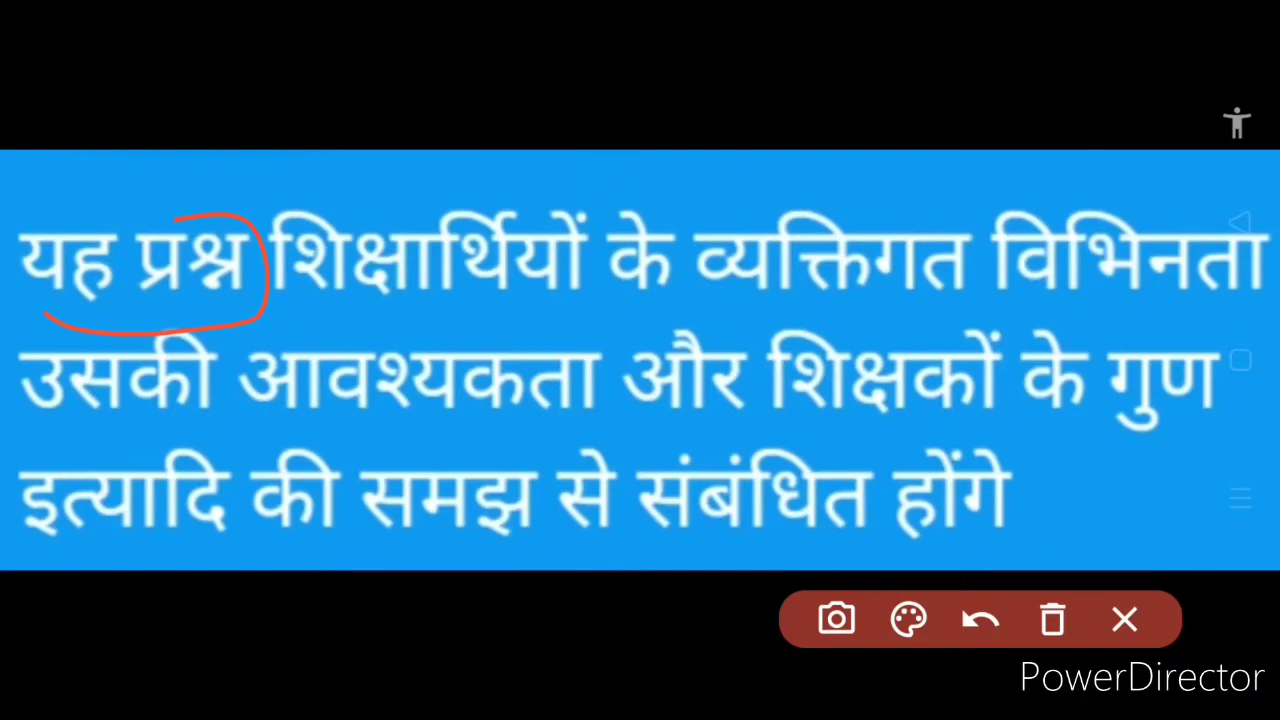 यह प्रश्न शिक्षार्थियों के व्यक्तिगत विभिनता
उसकी आवश्यकता और शिक्षकों के गुण
इत्यादि की समझ से संबंधित होंगे
PowerDirector